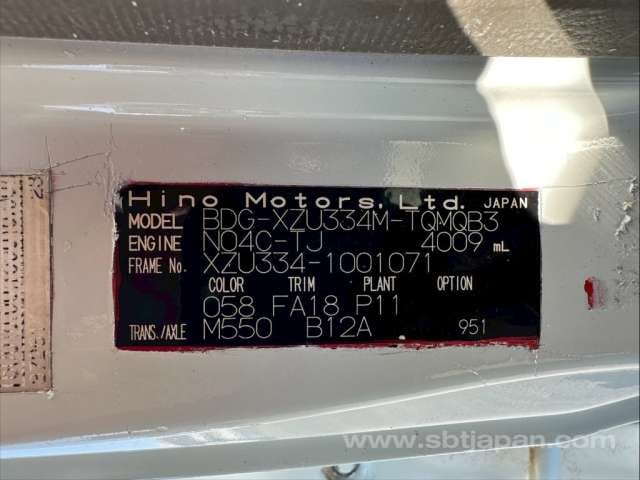 Hino Motors, Ltd. JAPAN
MODEL BDG-XZU334M-TQMQB3
ENGINE N04C-TJ 4009 mL
FRAME No. XZU334-1001071
COLOR TRIM PLANT OPTION
058 FA18 P11
TRANS./AXLE M550 B12A 951
www.sbtjapan.com